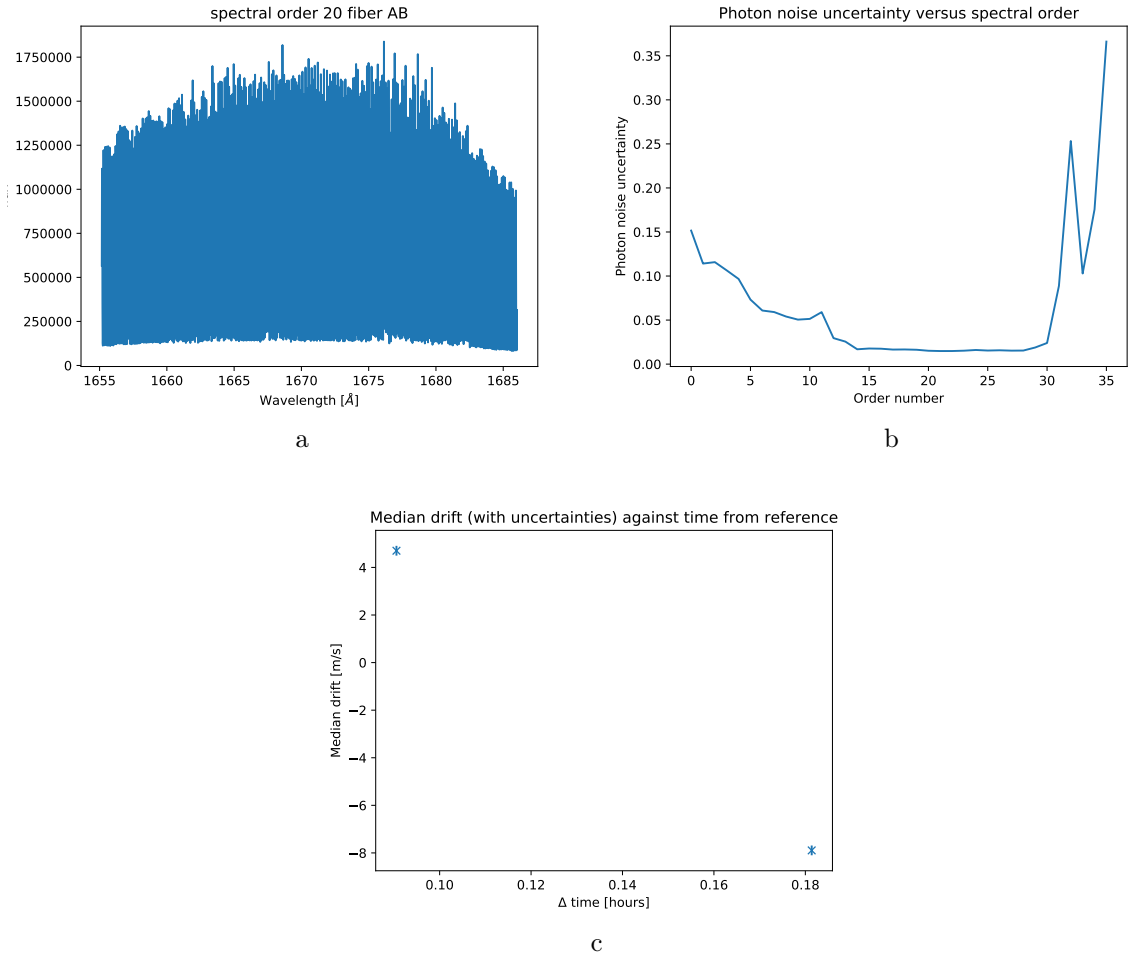 spectral order 20 fiber AB
1750000
1500000
1250000
1000000
750000
500000
250000
0
1655 1660 1665 1670 1675 1680 1685
Wavelength [Å]
a
Photon noise uncertainty versus spectral order
Photon noise uncertainty
0.35
0.30
0.25
0.20
0.15
0.10
0.05
0.00
0 5 10 15 20 25 30 35
Order number
b
Median drift (with uncertainties) against time from reference
Median drift [m/s]
4
2
0
−2
−4
−6
−8
0.10 0.12 0.14 0.16 0.18
Δ time [hours]
c